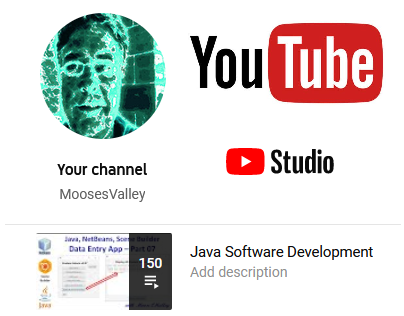 YouTube
Studio
Your channel
MoosesValley
Java, NetBeans, Scene Builder
Data Entry App – Part 07
150
Java
Java Software Development
Add description